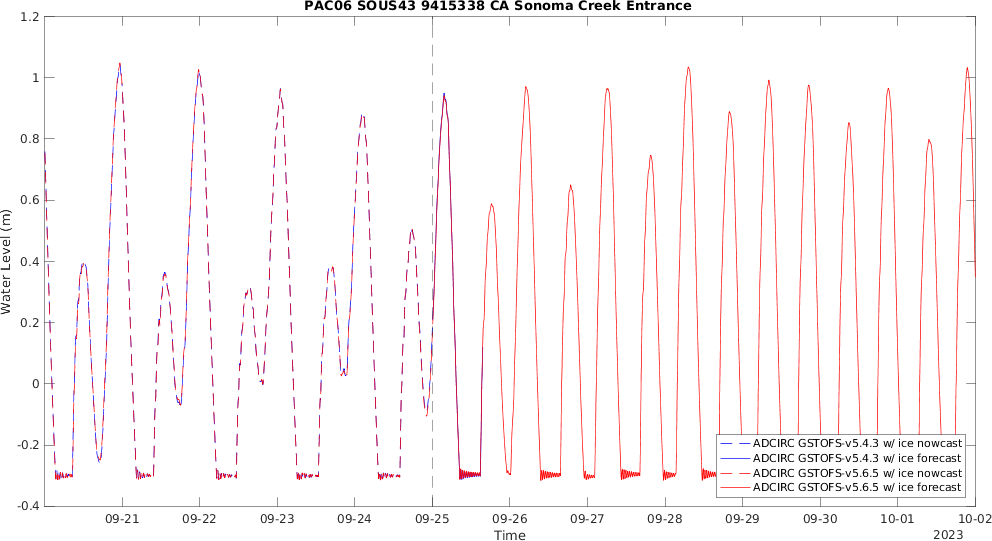 PAC06 SOUS43 9415338 CA Sonoma Creek Entrance
1.2
1
0.8
0.6
0.4
0.2
0
-0.2
-0.4
Water Level (m)
ADCIRC GSTOFS-v5.4.3 w/ ice nowcast
ADCIRC GSTOFS-v5.4.3 w/ ice forecast
ADCIRC GSTOFS-v5.6.5 w/ ice nowcast
ADCIRC GSTOFS-v5.6.5 w/ ice forecast
09-21 09-22 09-23 09-24 09-25 09-26 09-27 09-28 09-29 09-30 10-01 10-02
Time
2023